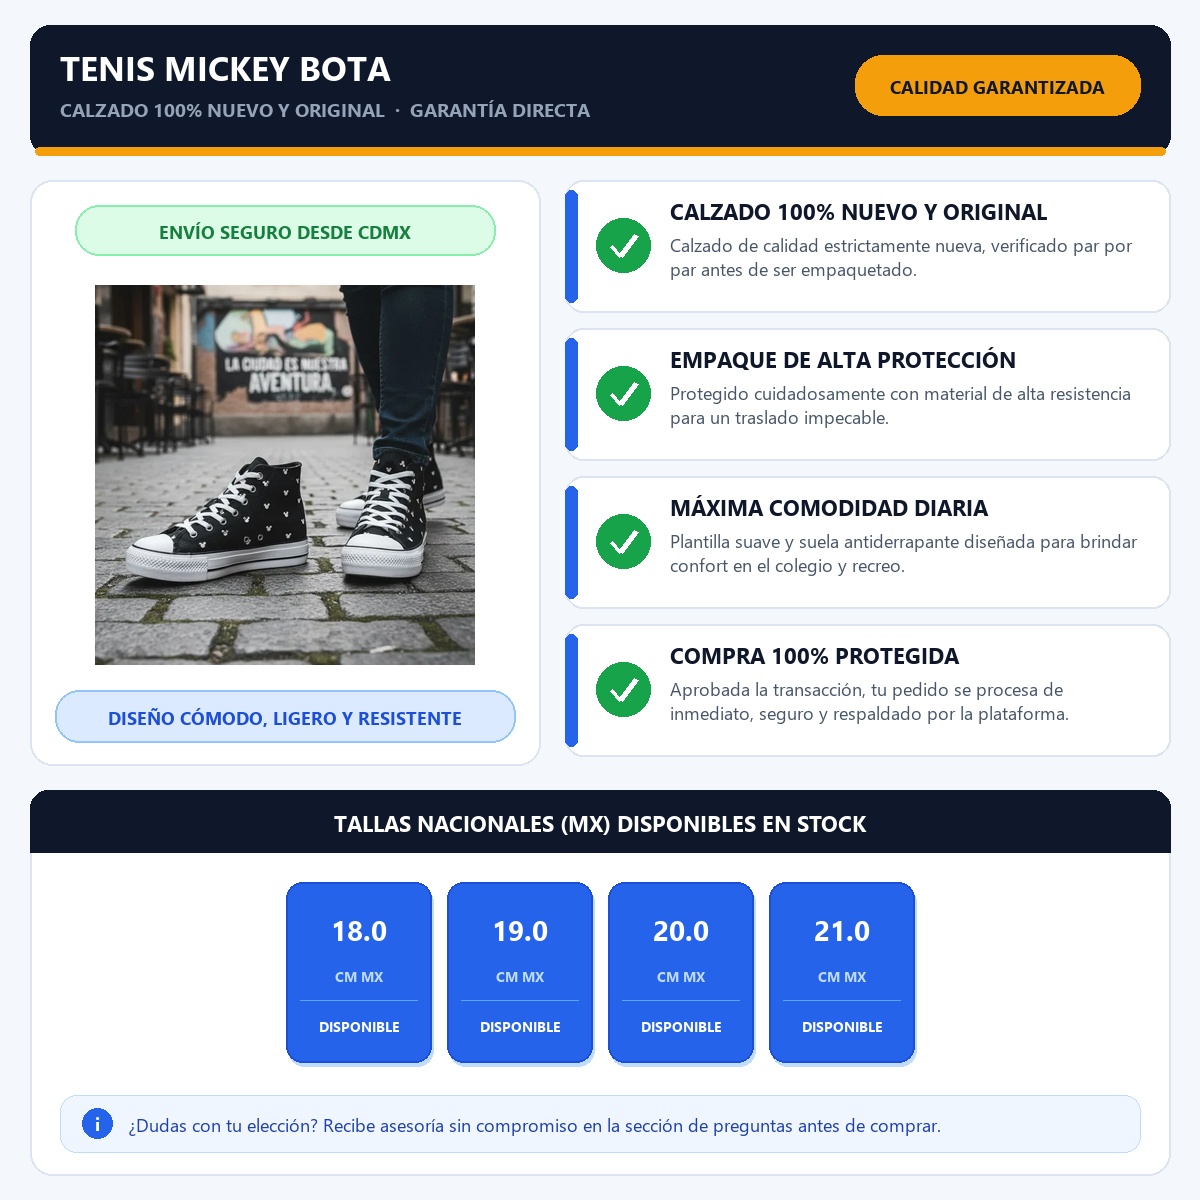 TENIS MICKEY BOTA
CALZADO 100% NUEVO Y ORIGINAL · GARANTÍA DIRECTA
CALIDAD GARANTIZADA
ENVÍO SEGURO DESDE CDMX
LA CIUDAD ES NUESTRA
AVENTURA.
DISEÑO CÓMODO, LIGERO Y RESISTENTE
CALZADO 100% NUEVO Y ORIGINAL
Calzado de calidad estrictamente nueva, verificado par por
par antes de ser empaquetado.
EMPAQUE DE ALTA PROTECCIÓN
Protegido cuidadosamente con material de alta resistencia
para un traslado impecable.
MÁXIMA COMODIDAD DIARIA
Plantilla suave y suela antiderrapante diseñada para brindar
confort en el colegio y recreo.
COMPRA 100% PROTEGIDA
Aprobada la transacción, tu pedido se procesa de
inmediato, seguro y respaldado por la plataforma.
TALLAS NACIONALES (MX) DISPONIBLES EN STOCK
18.0
CM MX
DISPONIBLE
19.0
CM MX
DISPONIBLE
20.0
CM MX
DISPONIBLE
21.0
CM MX
DISPONIBLE
¿Dudas con tu elección? Recibe asesoría sin compromiso en la sección de preguntas antes de comprar.